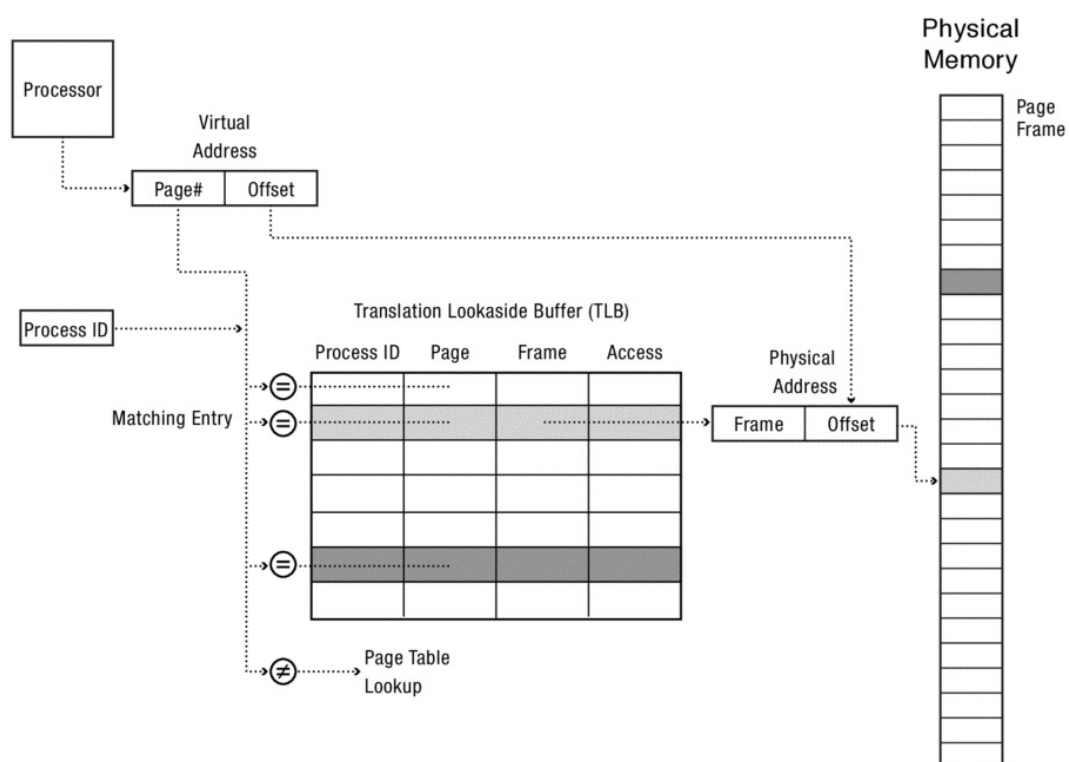 Physical
Memory
Processor
Page
Frame
Virtual
Address
Page# Offset
Process ID
Translation Lookaside Buffer (TLB)
Process ID Page Frame Access
Physical
Address
Matching Entry
=
=
Frame Offset
=
≠
Page Table
Lookup